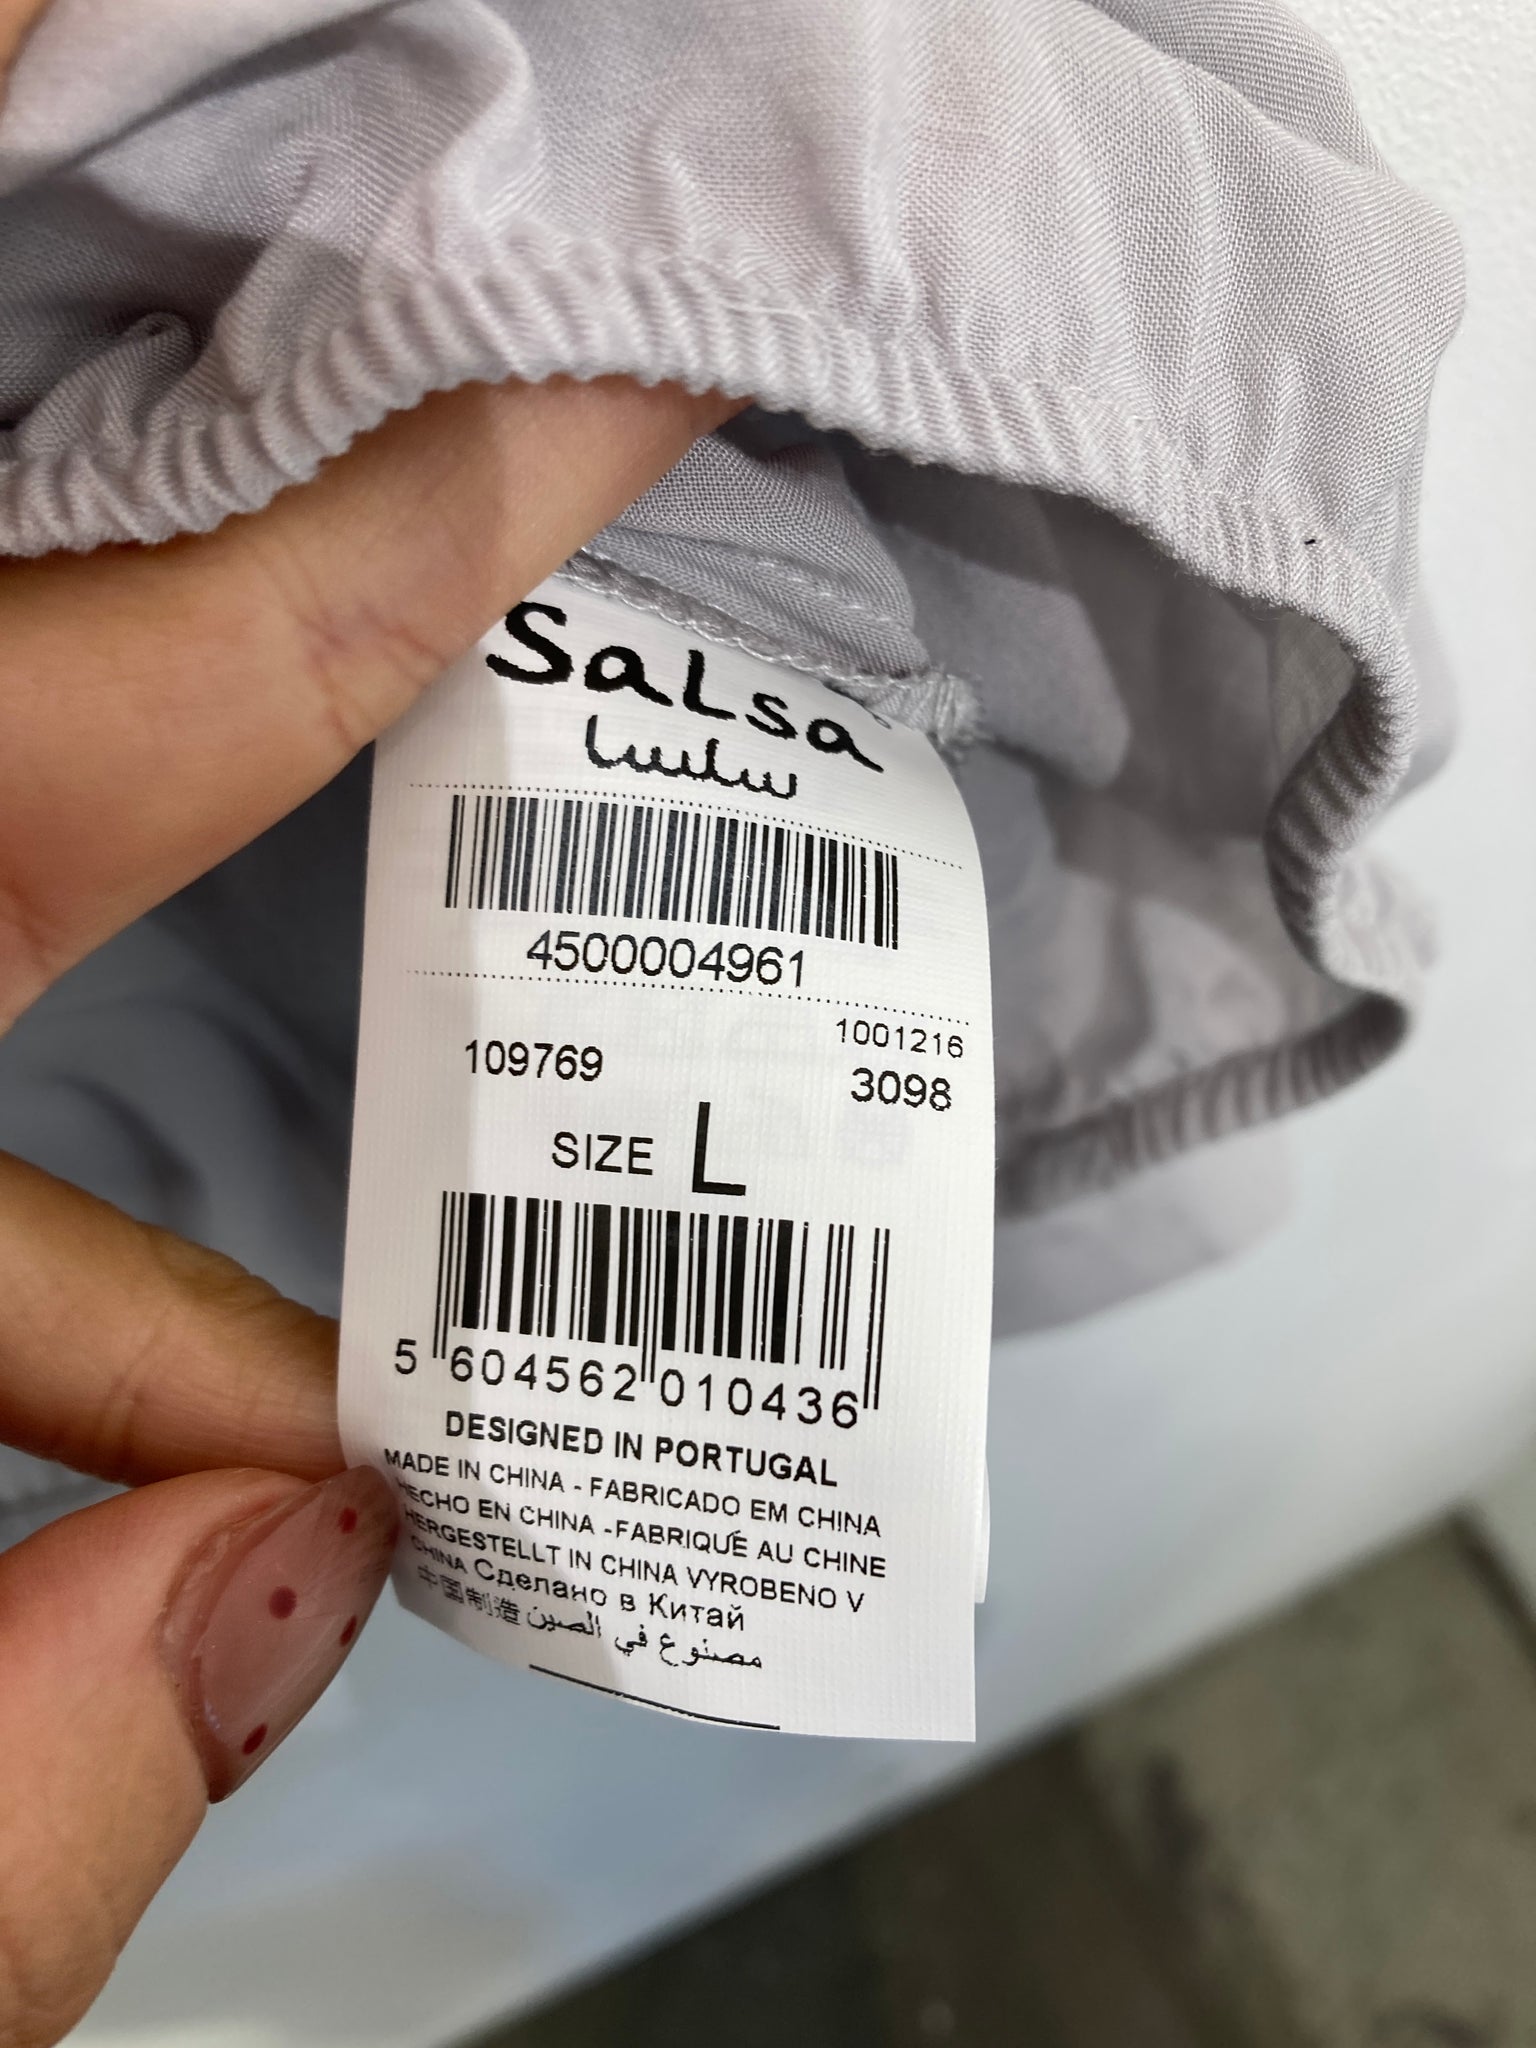 Salsa
سلسا
4500004961
1001216
109769
3098
SIZE L
5 604562 010436
DESIGNED IN PORTUGAL
MADE IN CHINA - FABRICADO EM CHINA
HECHO EN CHINA -FABRIQUÉ AU CHINE
HERGESTELLT IN CHINA VYROBENO V
CHINA Сделано в Китай
中国制造 مصنوع في الصين